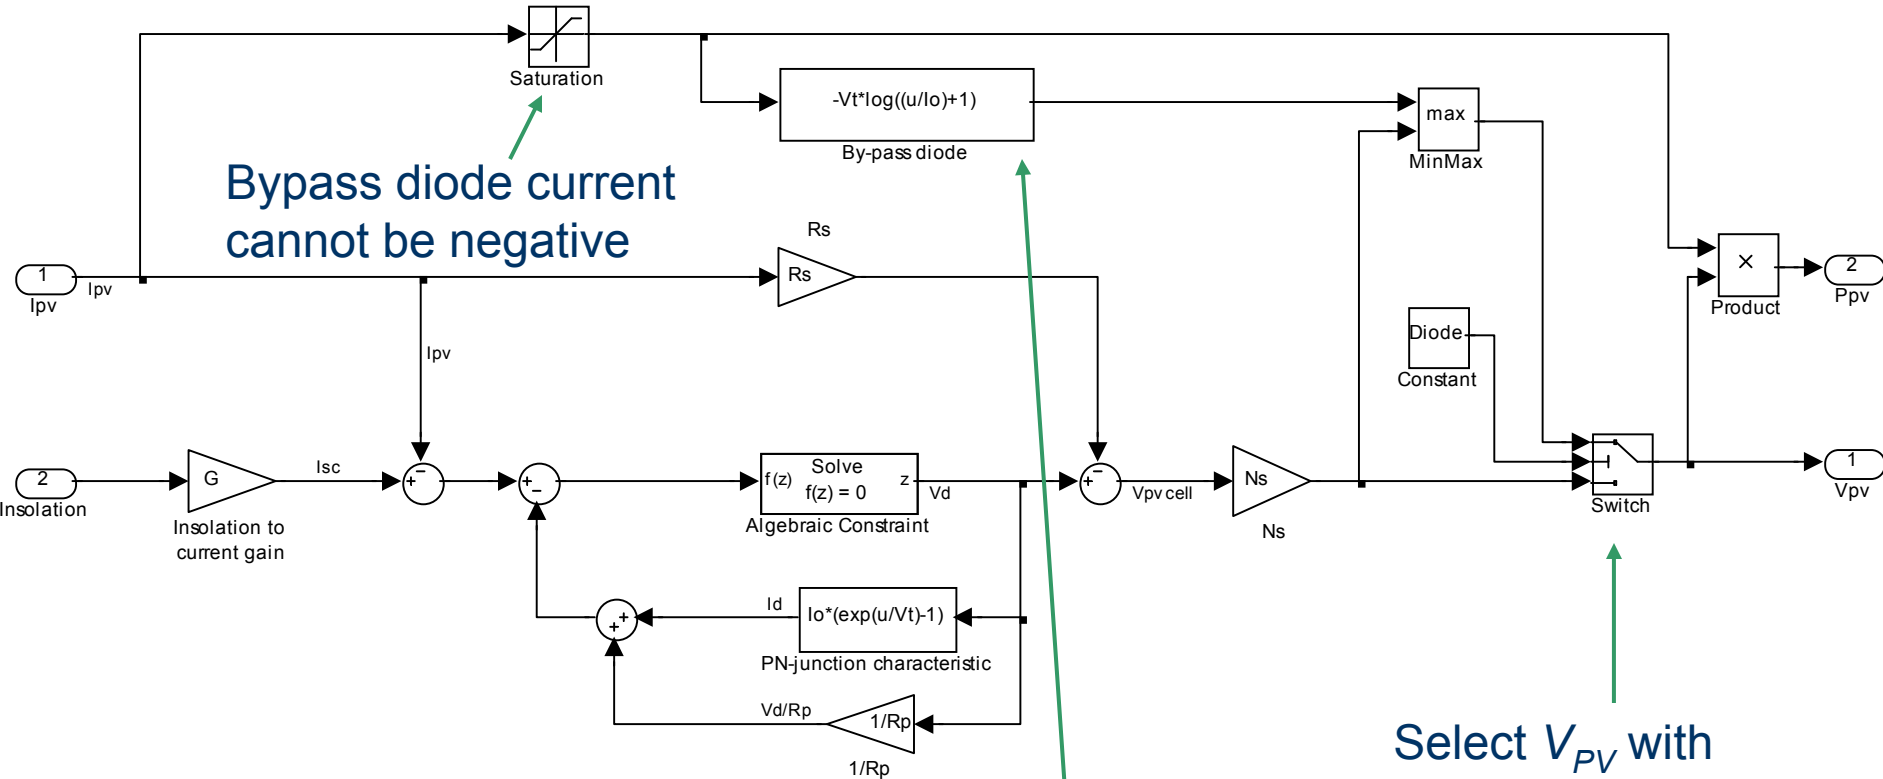 Saturation
-Vt*log((u/Io)+1)
By-pass diode
max
MinMax
Bypass diode current
cannot be negative
Rs
Rs
1
Ipv
Ipv
×
Product
2
Ppv
Diode
Constant
Ipv
2
Insolation
G
Insolation to
current gain
Isc
−
+
+
−
f(z)
Solve
f(z) = 0
z
Algebraic Constraint
Vd
−
+
Vpv cell
Ns
Ns
Switch
1
Vpv
Id
Io*(exp(u/Vt)-1)
PN-junction characteristic
+
+
Vd/Rp
1/Rp
1/Rp
Select VPV with